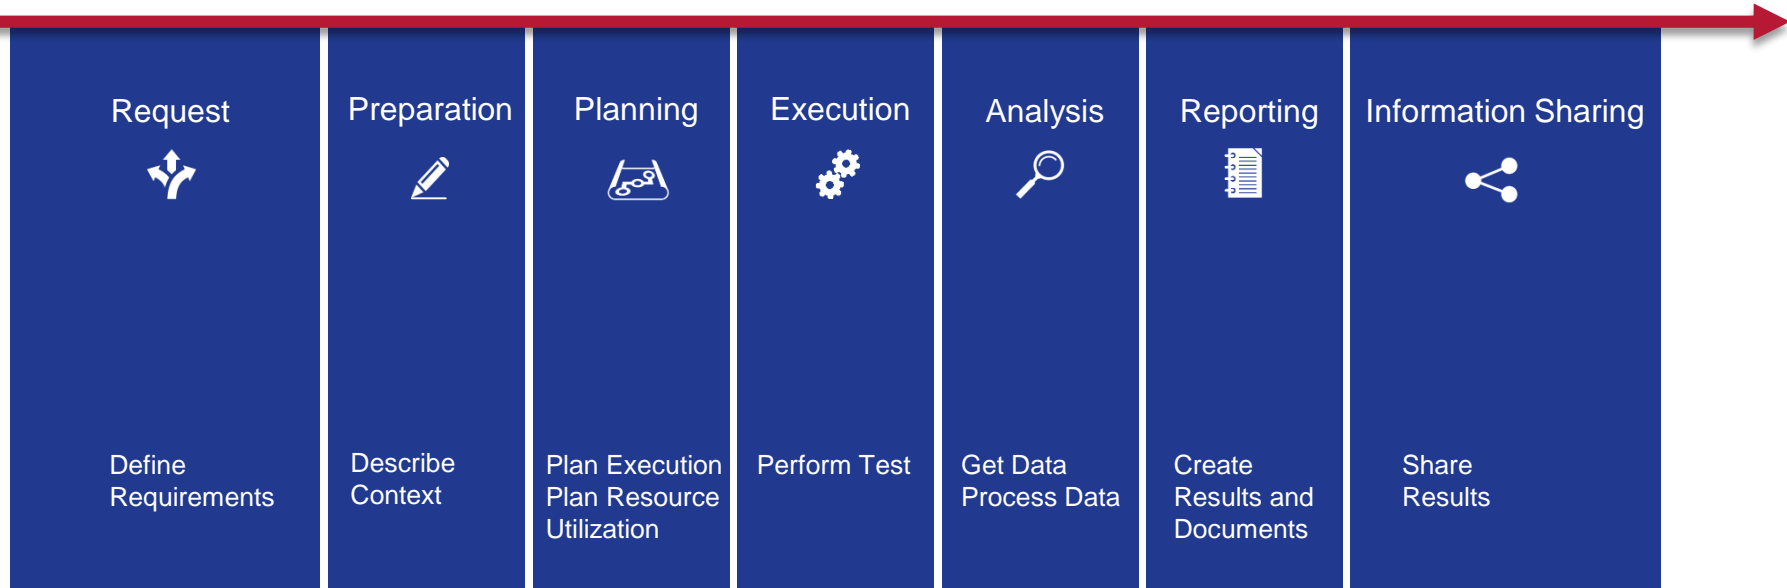 Request
Preparation
Planning
Execution
Analysis
Reporting
Information Sharing
Define
Requirements
Describe
Context
Plan Execution
Plan Resource
Utilization
Perform Test
Get Data
Process Data
Create
Results and
Documents
Share
Results